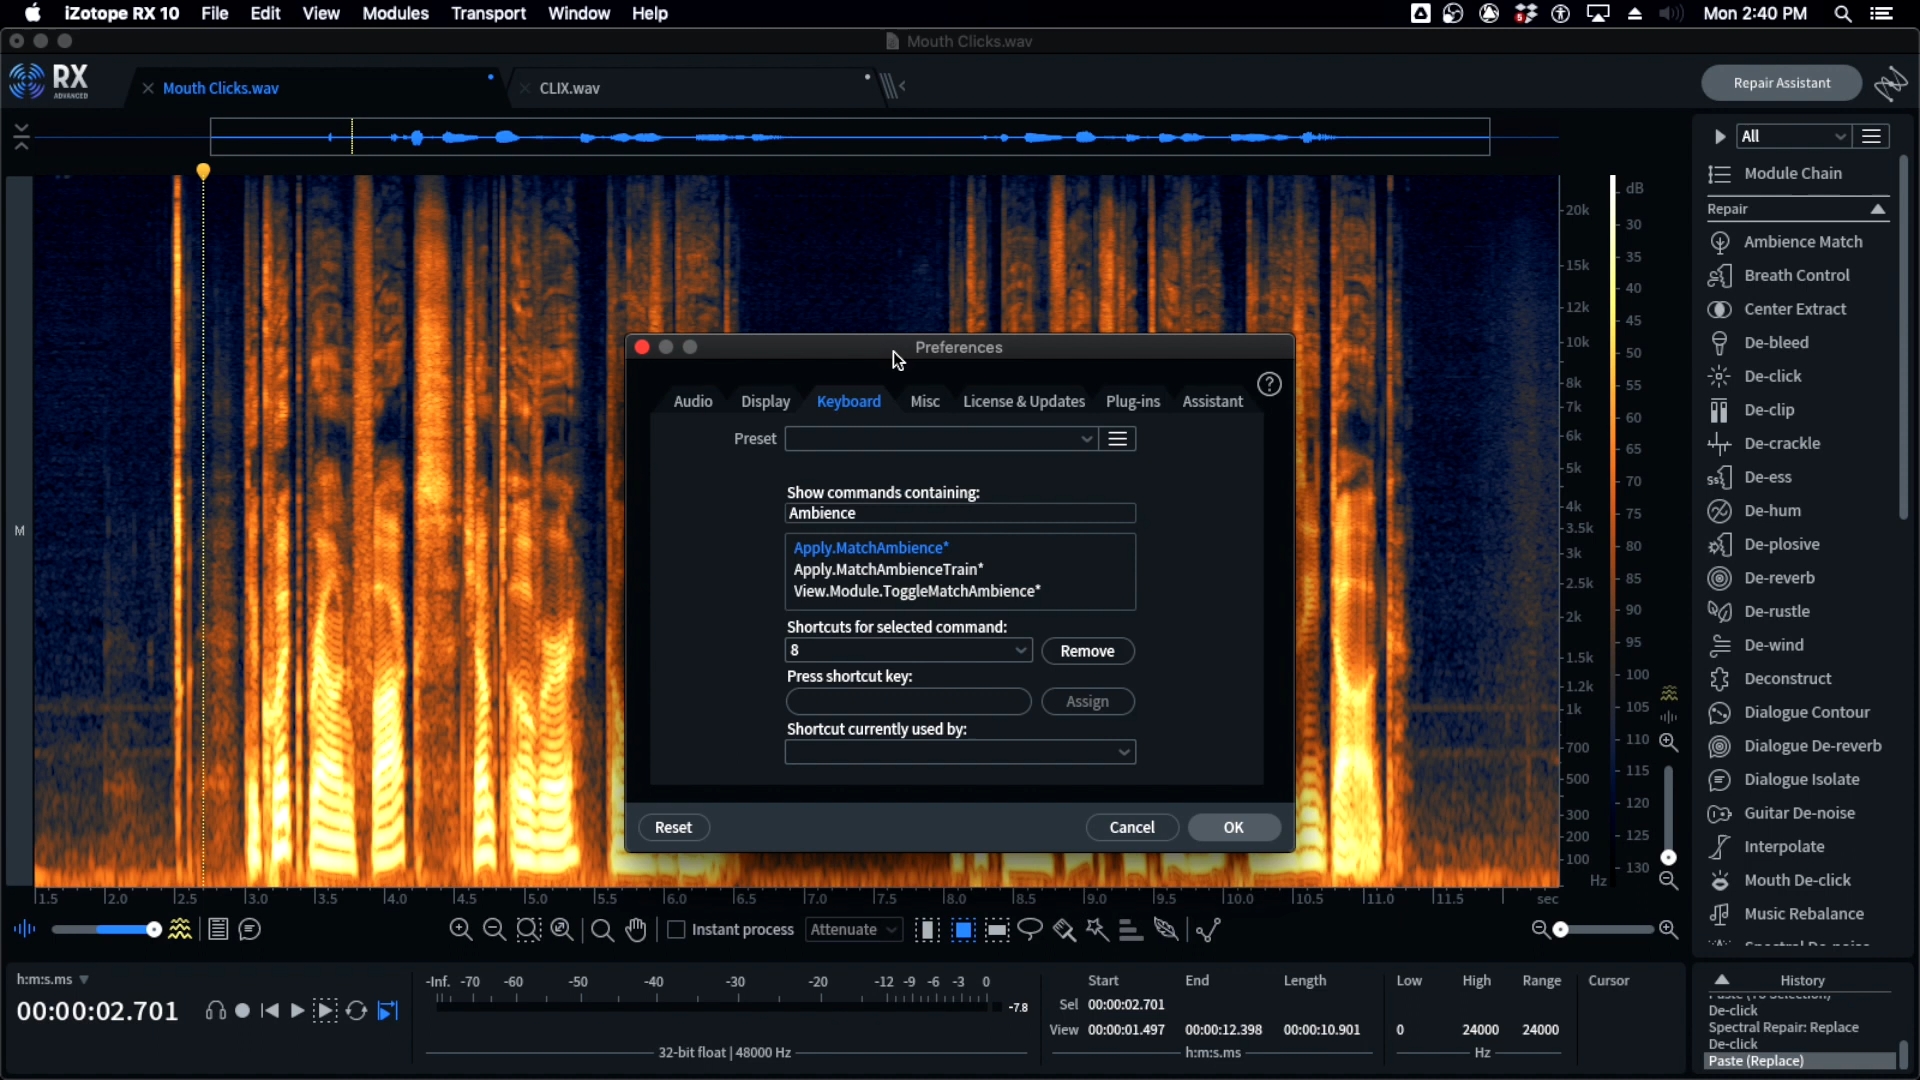 iZotope RX 10 File Edit View Modules Transport Window Help
5
Mon 2:40 PM
Mouth Clicks.wav
RX
ADVANCED
Mouth Clicks.wav
CLIX.wav
Repair Assistant
All
Module Chain
Repair
Ambience Match
Breath Control
Center Extract
De-bleed
De-click
De-clip
De-crackle
De-ess
De-hum
De-plosive
De-reverb
De-rustle
De-wind
Deconstruct
Dialogue Contour
Dialogue De-reverb
Dialogue Isolate
Guitar De-noise
Interpolate
Mouth De-click
Music Rebalance
M
20k
15k
12k
10k
8k
7k
6k
5k
4k
3.5k
3k
2.5k
2k
1.5k
1.2k
1k
700
500
300
200
100
Hz
dB
30
35
40
45
50
55
60
65
70
75
80
85
90
95
100
105
110
115
120
125
130
Preferences
?
Audio Display Keyboard Misc License & Updates Plug-ins Assistant
Preset
Show commands containing:
Ambience
Apply.MatchAmbience*
Apply.MatchAmbienceTrain*
View.Module.ToggleMatchAmbience*
Shortcuts for selected command:
8
Remove
Press shortcut key:
Assign
Shortcut currently used by:
Reset
Cancel
OK
1.5 2.0 2.5 3.0 3.5 4.0 4.5 5.0 5.5 6.0 6.5 7.0 7.5 8.0 8.5 9.0 9.5 10.0 10.5 11.0 11.5 sec
Instant process
Attenuate
h:m:s.ms
00:00:02.701
-Inf. -70 -60 -50 -40 -30 -20 -12 -9 -6 -3 0
-7.8
32-bit float | 48000 Hz
Start End Length Low High Range Cursor
Sel 00:00:02.701
View 00:00:01.497 00:00:12.398 00:00:10.901 0 24000 24000
h:m:s.ms Hz
History
De-click
Spectral Repair: Replace
De-click
Paste (Replace)